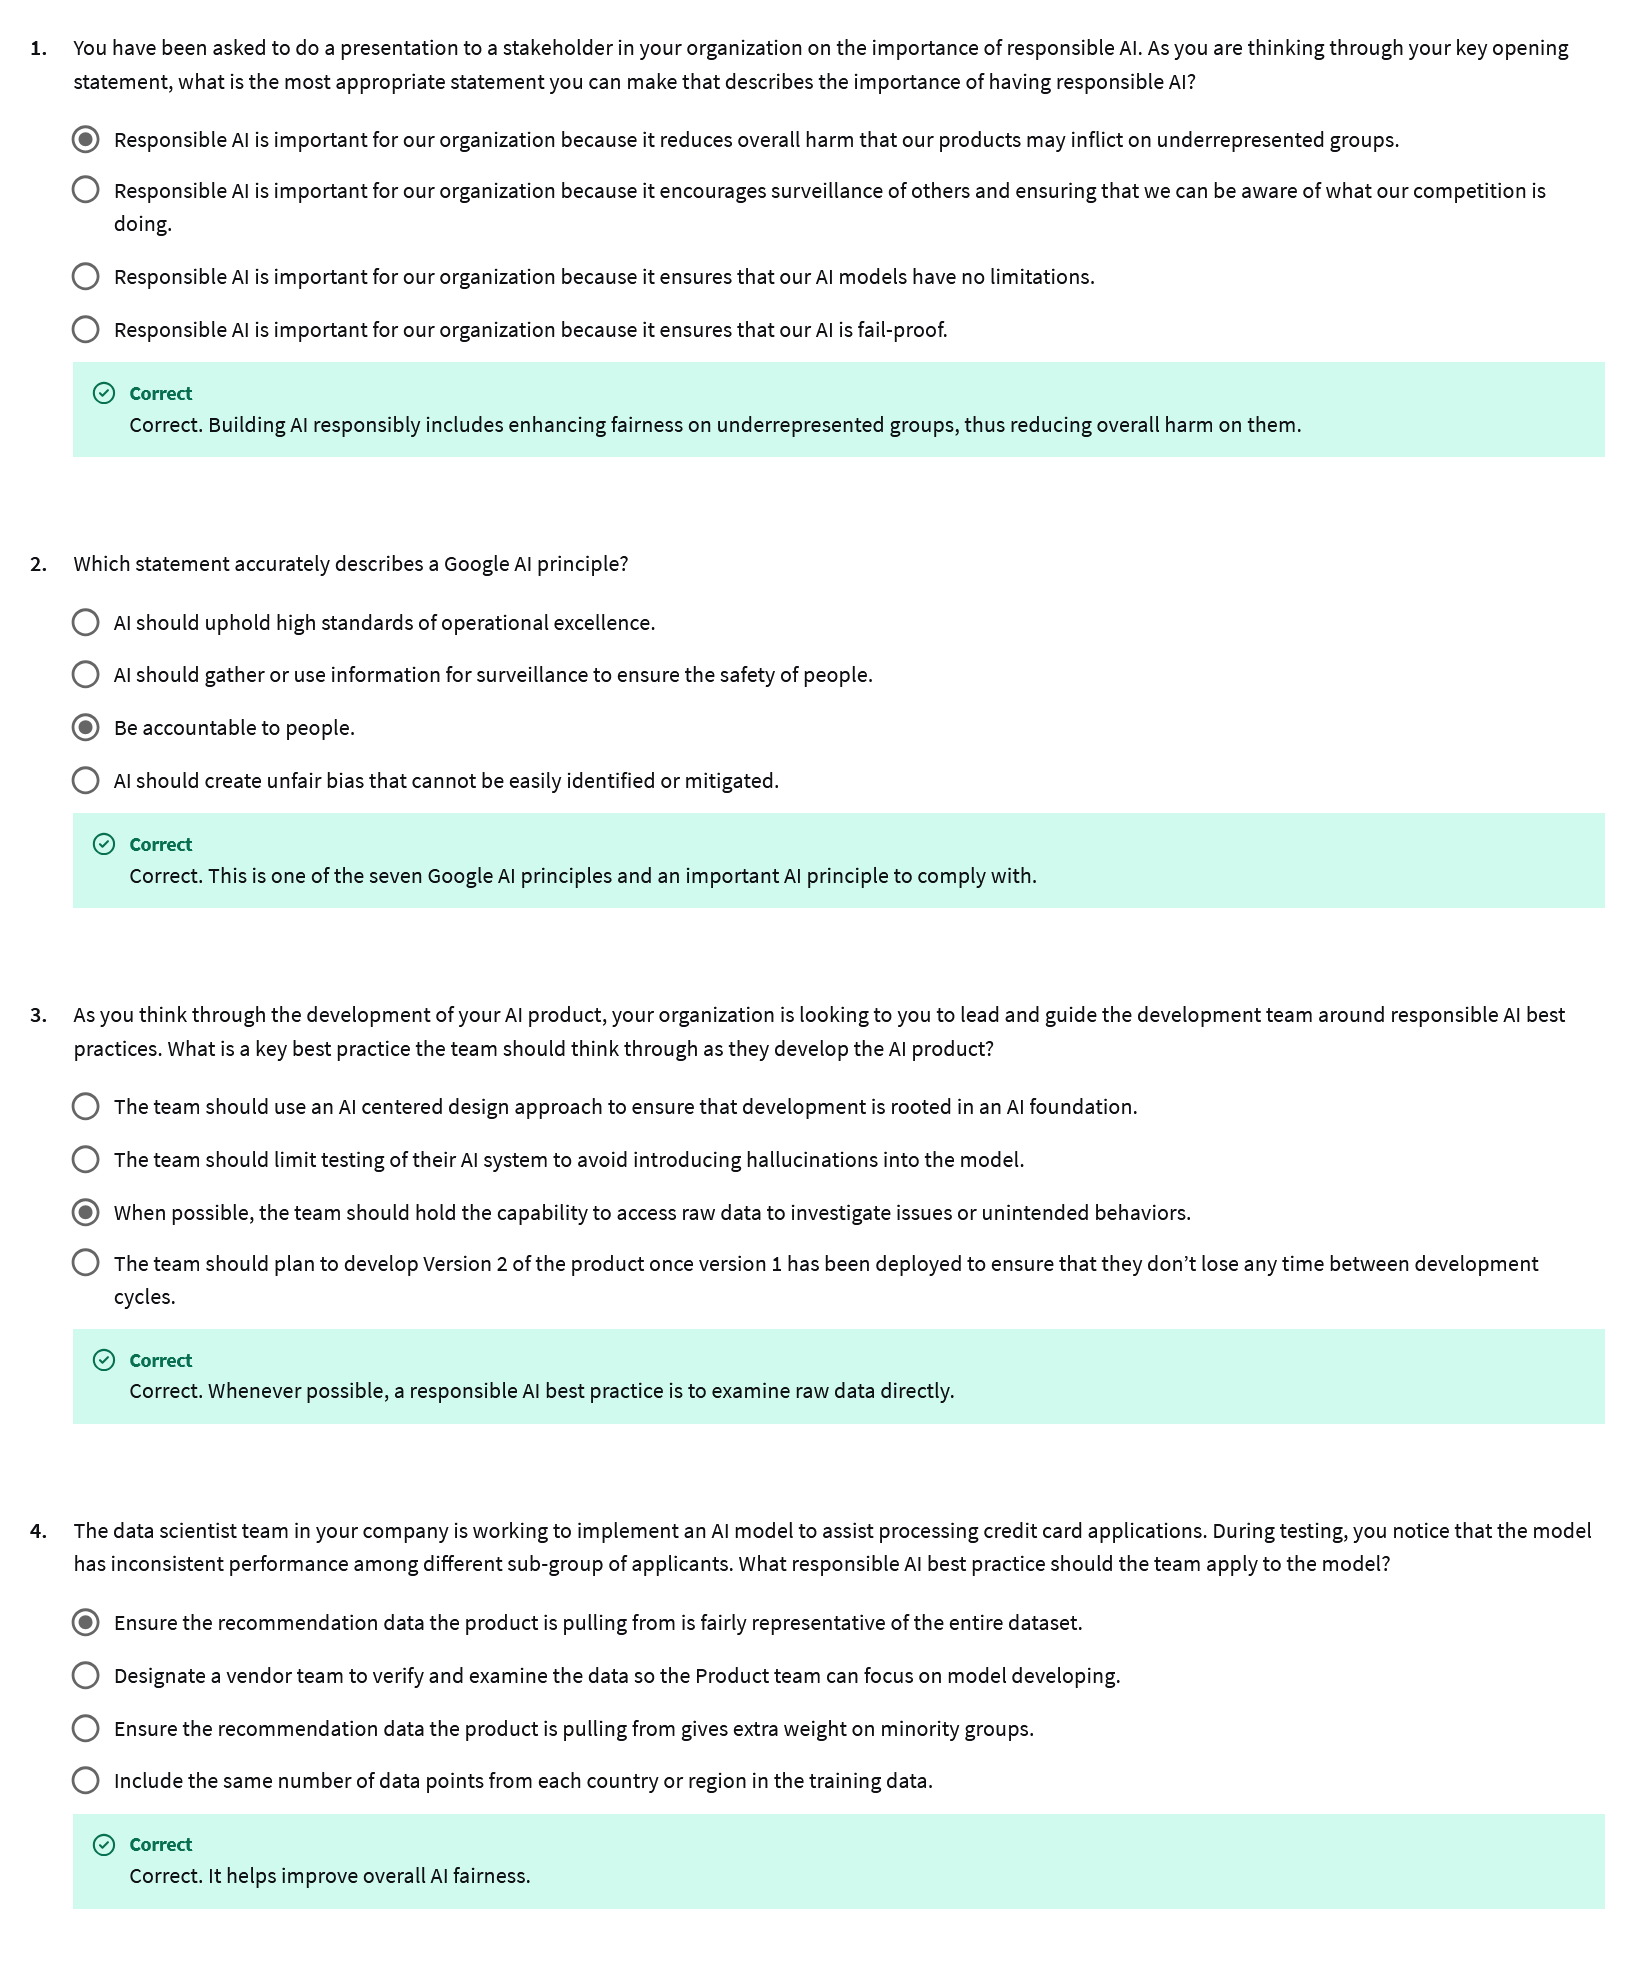 1. You have been asked to do a presentation to a stakeholder in your organization on the importance of responsible AI. As you are thinking through your key opening
statement, what is the most appropriate statement you can make that describes the importance of having responsible AI?
Responsible AI is important for our organization because it reduces overall harm that our products may inflict on underrepresented groups.
Responsible AI is important for our organization because it encourages surveillance of others and ensuring that we can be aware of what our competition is
doing.
Responsible AI is important for our organization because it ensures that our AI models have no limitations.
Responsible AI is important for our organization because it ensures that our AI is fail-proof.
Correct
Correct. Building AI responsibly includes enhancing fairness on underrepresented groups, thus reducing overall harm on them.
2. Which statement accurately describes a Google AI principle?
AI should uphold high standards of operational excellence.
AI should gather or use information for surveillance to ensure the safety of people.
Be accountable to people.
AI should create unfair bias that cannot be easily identified or mitigated.
Correct
Correct. This is one of the seven Google AI principles and an important AI principle to comply with.
3. As you think through the development of your AI product, your organization is looking to you to lead and guide the development team around responsible AI best
practices. What is a key best practice the team should think through as they develop the AI product?
The team should use an AI centered design approach to ensure that development is rooted in an AI foundation.
The team should limit testing of their AI system to avoid introducing hallucinations into the model.
When possible, the team should hold the capability to access raw data to investigate issues or unintended behaviors.
The team should plan to develop Version 2 of the product once version 1 has been deployed to ensure that they don’t lose any time between development
cycles.
Correct
Correct. Whenever possible, a responsible AI best practice is to examine raw data directly.
4. The data scientist team in your company is working to implement an AI model to assist processing credit card applications. During testing, you notice that the model
has inconsistent performance among different sub-group of applicants. What responsible AI best practice should the team apply to the model?
Ensure the recommendation data the product is pulling from is fairly representative of the entire dataset.
Designate a vendor team to verify and examine the data so the Product team can focus on model developing.
Ensure the recommendation data the product is pulling from gives extra weight on minority groups.
Include the same number of data points from each country or region in the training data.
Correct
Correct. It helps improve overall AI fairness.